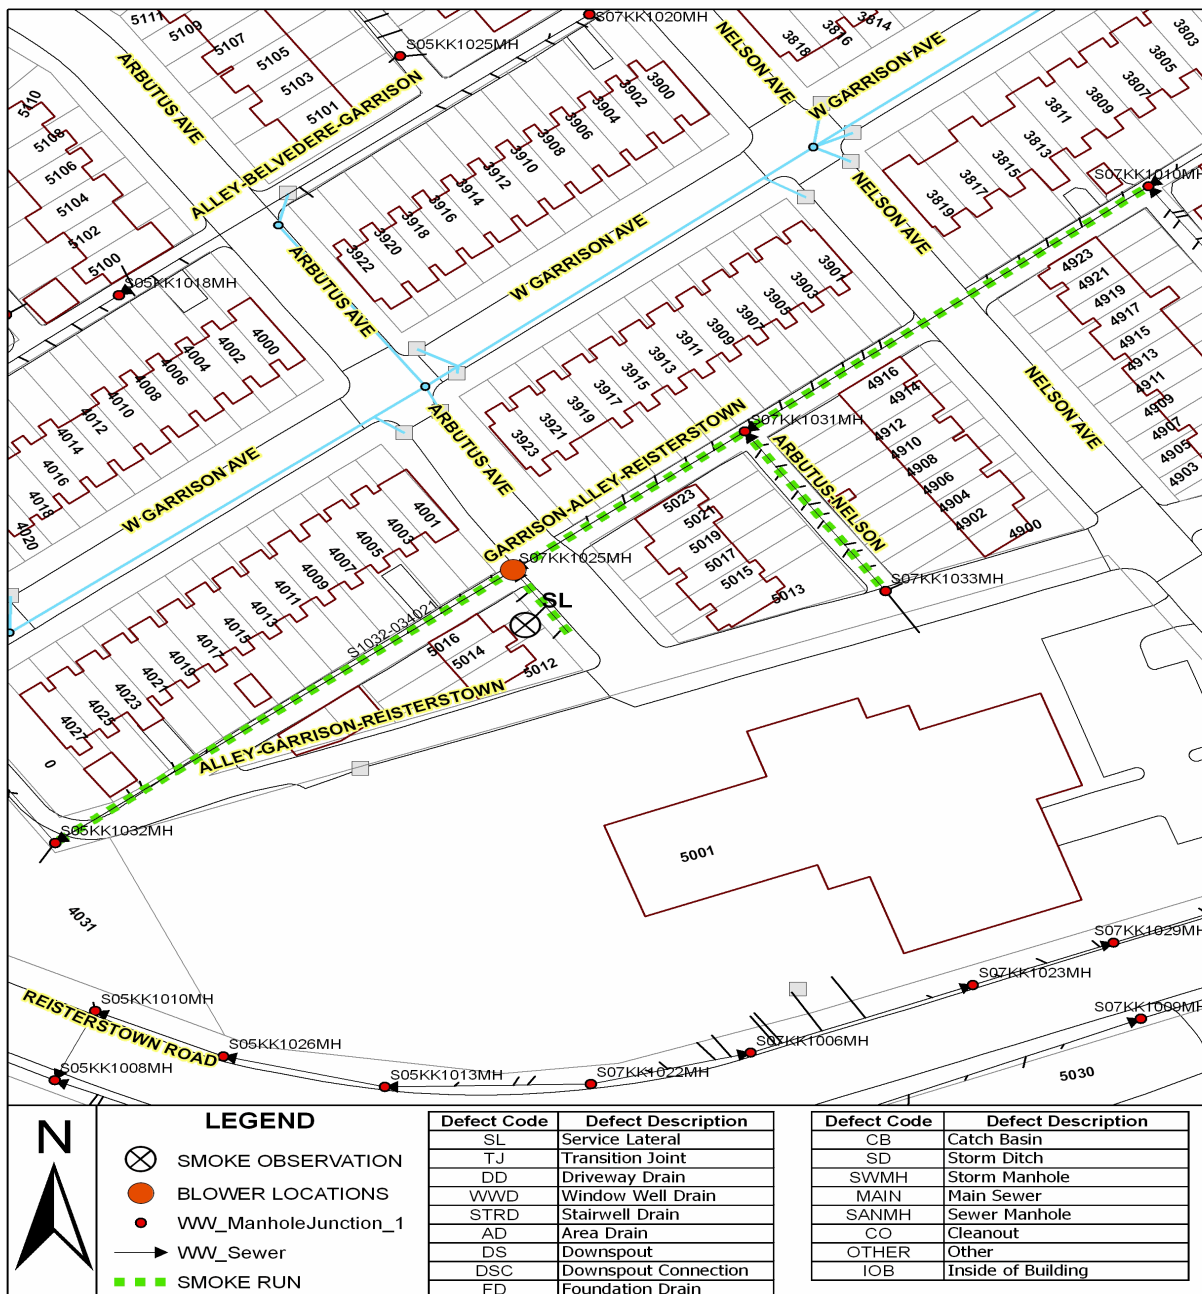 5111
5109
5107
5105
5103
5101
ARBUTUS AVE
S05KK1025MH
S07KK1020MH
ALLEY-BELVEDERE-GARRISON
NELSON AVE
3818
3816
3814
W GARRISON AVE
3803
3805
3807
3809
3811
3813
3815
3817
3819
S07KK1010MH
5110
5108
5106
5104
5102
5100
S05KK1018MH
3900
3902
3904
3906
3908
3910
3912
3914
3916
3918
3920
3922
ARBUTUS AVE
W GARRISON AVE
NELSON AVE
4000
4002
4004
4006
4008
4010
4012
4014
4016
4018
4020
W GARRISON AVE
3901
3903
3905
3907
3909
3911
3913
3915
3917
3919
3921
3923
ARBUTUS AVE
4923
4921
4919
4917
4915
4913
4911
4909
4907
4905
4903
NELSON AVE
4916
4914
4912
4910
4908
4906
4904
4902
4900
S07KK1031MH
ARBUTUS-NELSON
GARRISON-ALLEY-REISTERSTOWN
S07KK1025MH
S07KK1033MH
5023
5021
5019
5017
5015
5013
4001
4003
4005
4007
4009
4011
4013
4015
4017
4019
4021
4023
4025
4027
0
S1032-034021
SL
5016
5014
5012
ALLEY-GARRISON-REISTERSTOWN
S05KK1032MH
5001
4031
S07KK1029MH
S07KK1023MH
S07KK1009MH
S05KK1010MH
REISTERSTOWN ROAD
S05KK1026MH
S05KK1008MH
S05KK1013MH
S07KK1022MH
S07KK1006MH
5030
N
LEGEND
SMOKE OBSERVATION
BLOWER LOCATIONS
WW_ManholeJunction_1
WW_Sewer
SMOKE RUN
Defect Code Defect Description
SL Service Lateral
TJ Transition Joint
DD Driveway Drain
WWD Window Well Drain
STRD Stairwell Drain
AD Area Drain
DS Downspout
DSC Downspout Connection
FD Foundation Drain
Defect Code Defect Description
CB Catch Basin
SD Storm Ditch
SWMH Storm Manhole
MAIN Main Sewer
SANMH Sewer Manhole
CO Cleanout
OTHER Other
IOB Inside of Building